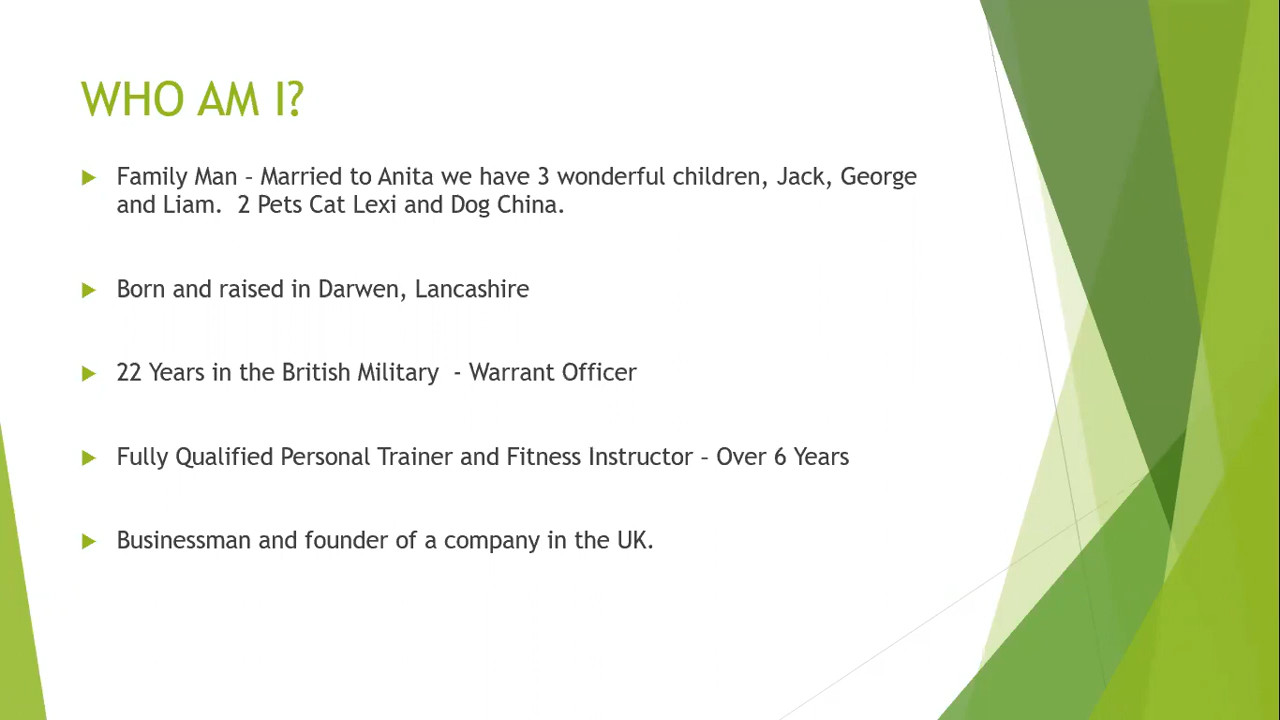 WHO AM I?
Family Man – Married to Anita we have 3 wonderful children, Jack, George
and Liam.  2 Pets Cat Lexi and Dog China.
Born and raised in Darwen, Lancashire
22 Years in the British Military  - Warrant Officer
Fully Qualified Personal Trainer and Fitness Instructor – Over 6 Years
Businessman and founder of a company in the UK.